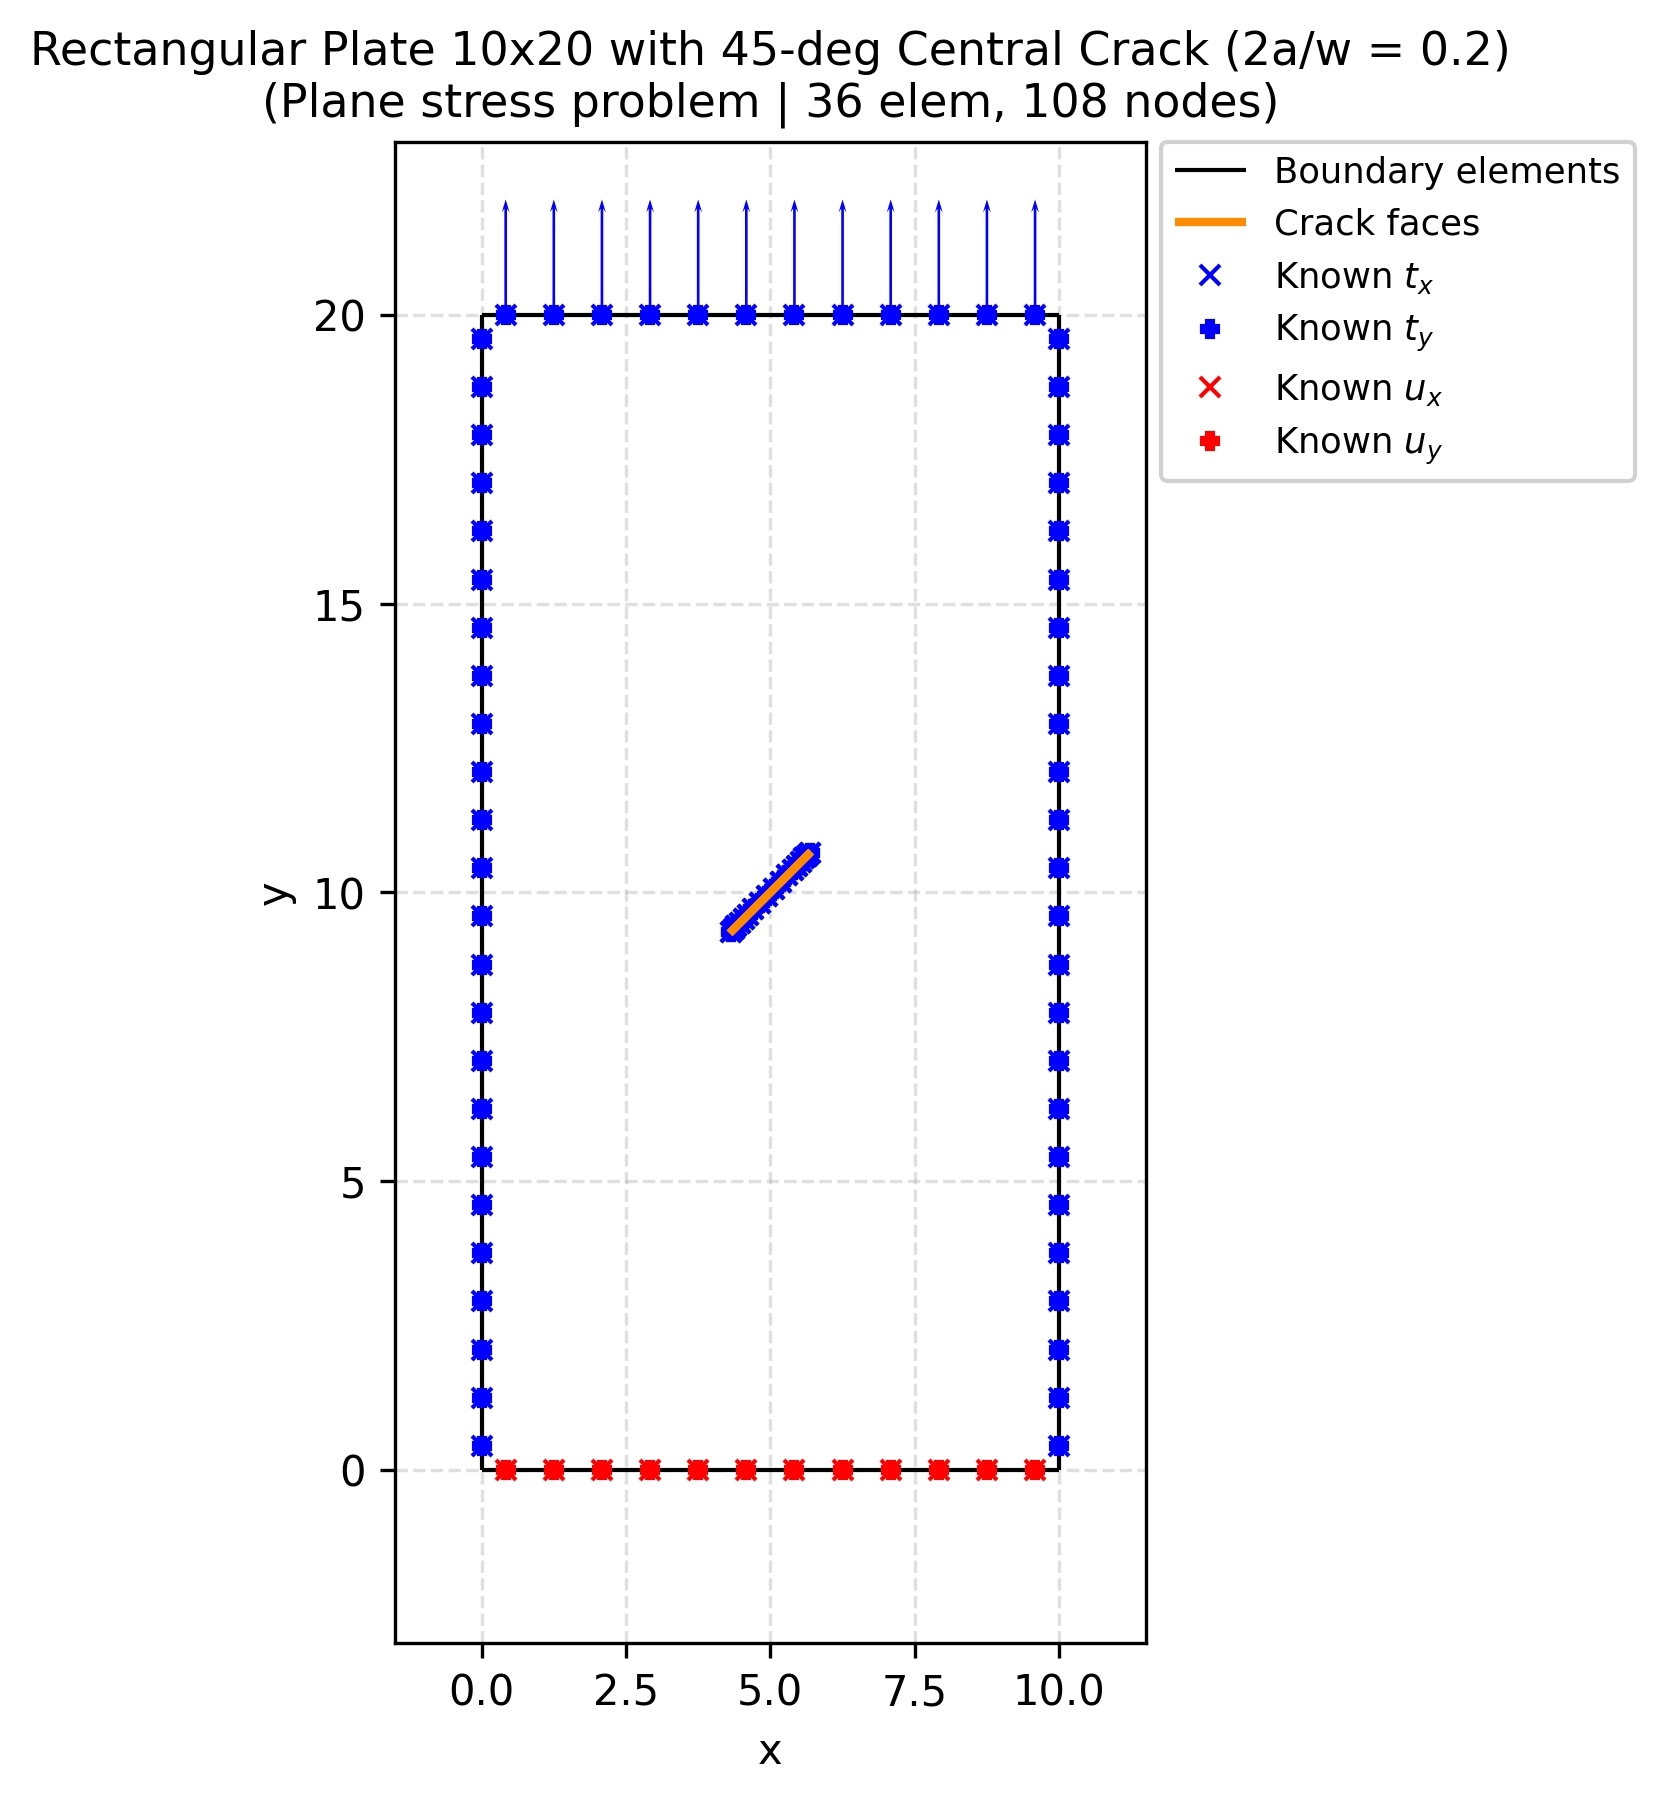 Rectangular Plate 10x20 with 45-deg Central Crack (2a/w = 0.2)
(Plane stress problem | 36 elem, 108 nodes)
Boundary elements
Crack faces
Known t_x
Known t_y
Known u_x
Known u_y
20
15
10
5
0
y
0.0 2.5 5.0 7.5 10.0
x